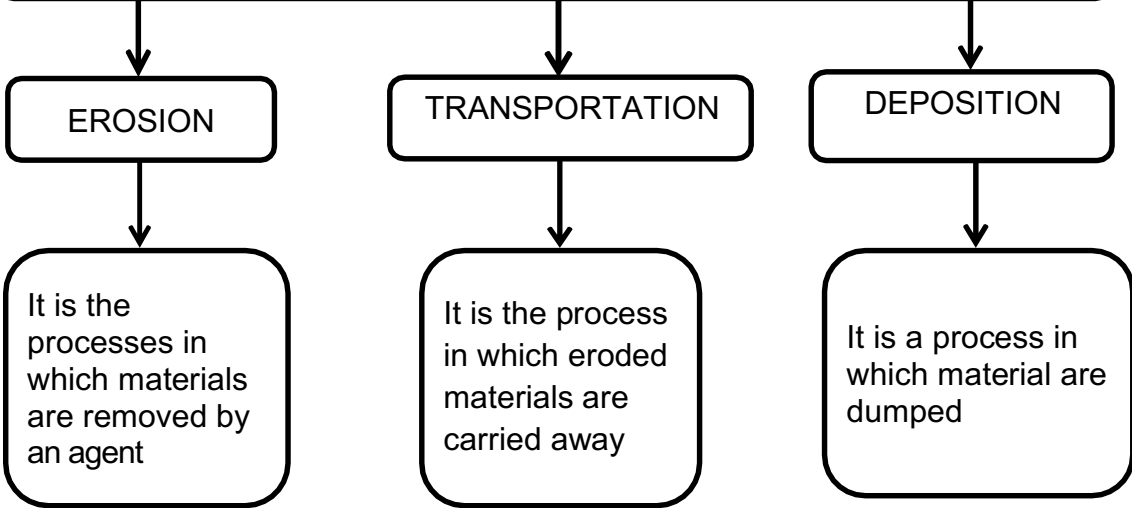 EROSION
TRANSPORTATION
DEPOSITION
It is the
processes in
which materials
are removed by
an agent
It is the process
in which eroded
materials are
carried away
It is a process in
which material are
dumped